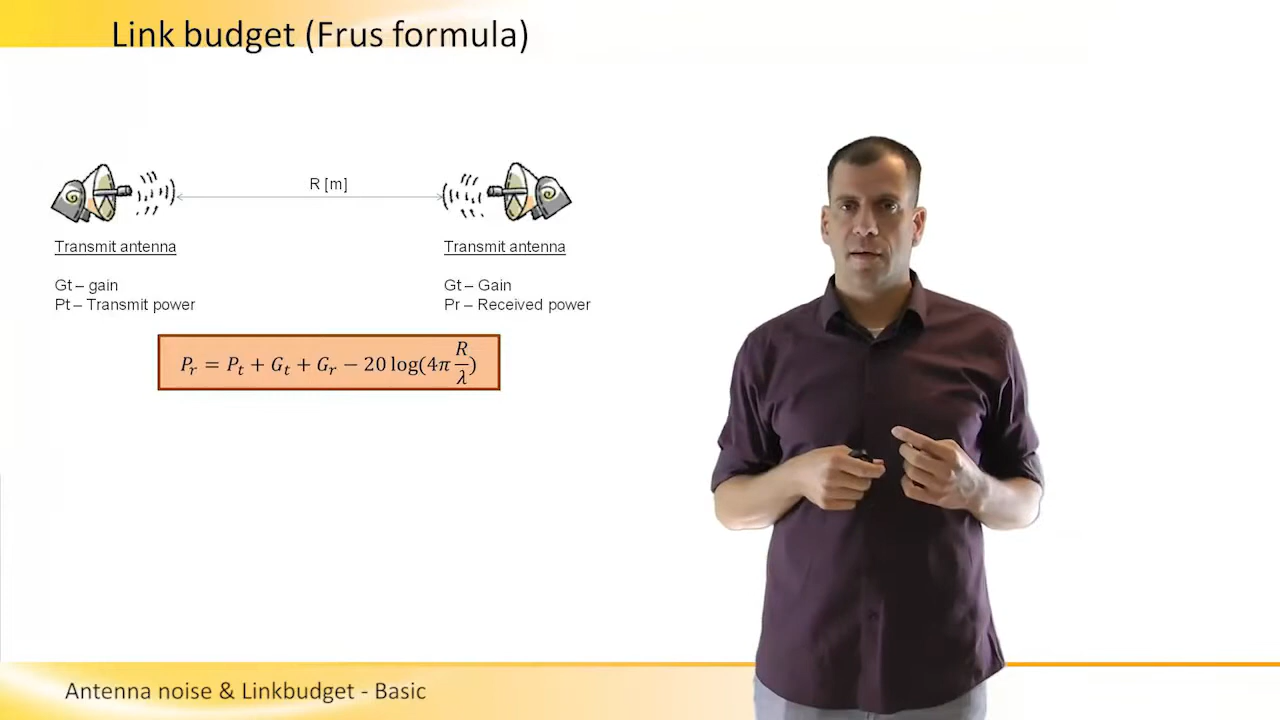 Link budget (Frus formula)
R [m]
Transmit antenna
Gt – gain
Pt – Transmit power
Transmit antenna
Gt – Gain
Pr – Received power
P_r = P_t + G_t + G_r − 20 log(4π R/λ)
Antenna noise & Linkbudget - Basic